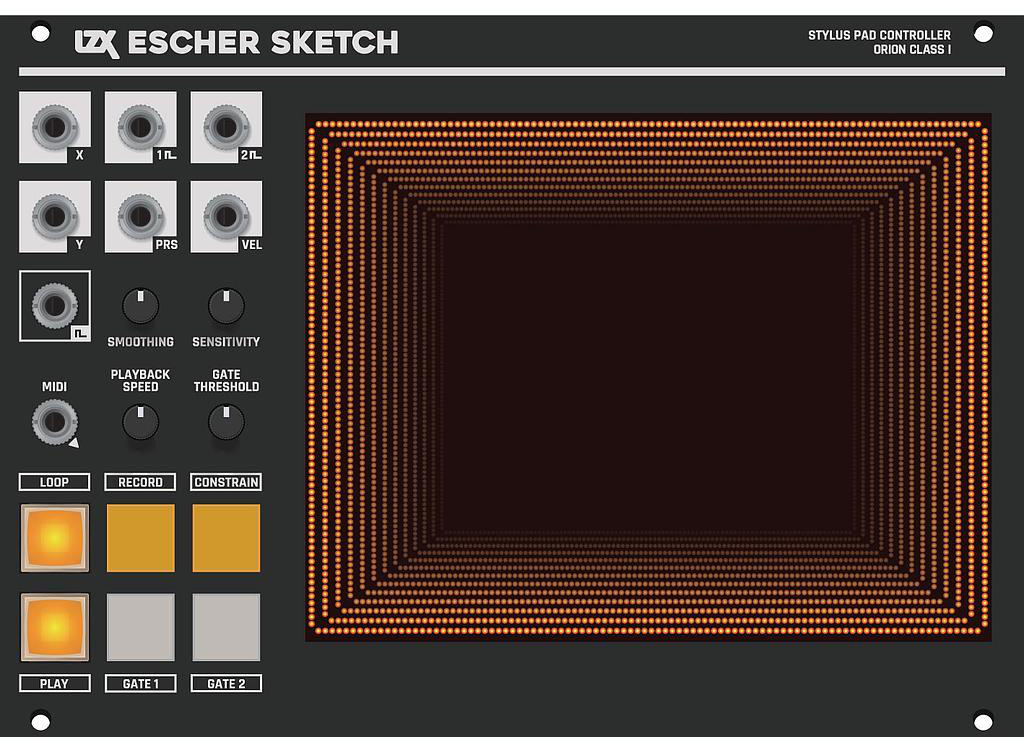 LZX ESCHER SKETCH
STYLUS PAD CONTROLLER
ORION CLASS I
X
1
2
Y
PRS
VEL
SMOOTHING
SENSITIVITY
MIDI
PLAYBACK
SPEED
GATE
THRESHOLD
LOOP
RECORD
CONSTRAIN
PLAY
GATE 1
GATE 2